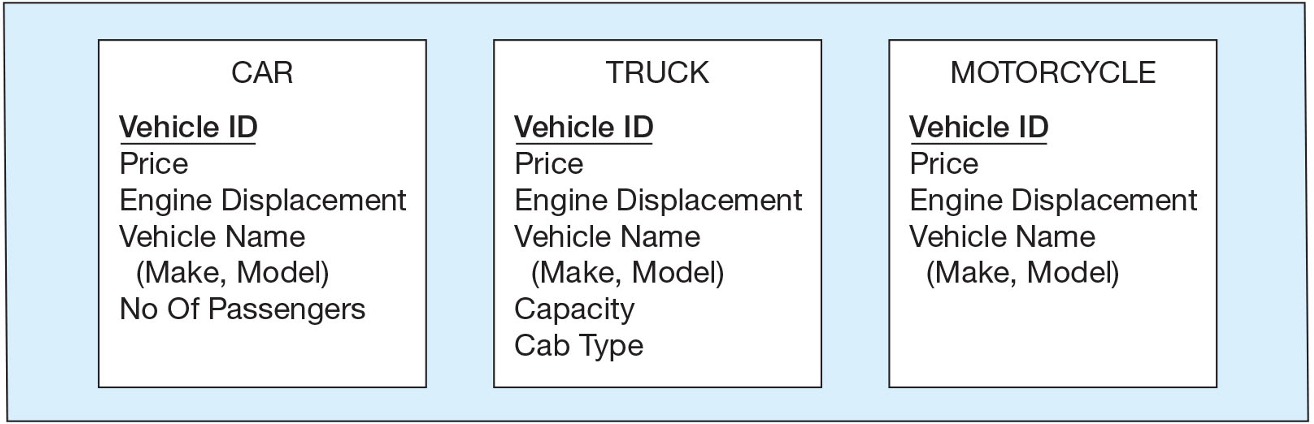 CAR
Vehicle ID
Price
Engine Displacement
Vehicle Name
(Make, Model)
No Of Passengers
TRUCK
Vehicle ID
Price
Engine Displacement
Vehicle Name
(Make, Model)
Capacity
Cab Type
MOTORCYCLE
Vehicle ID
Price
Engine Displacement
Vehicle Name
(Make, Model)